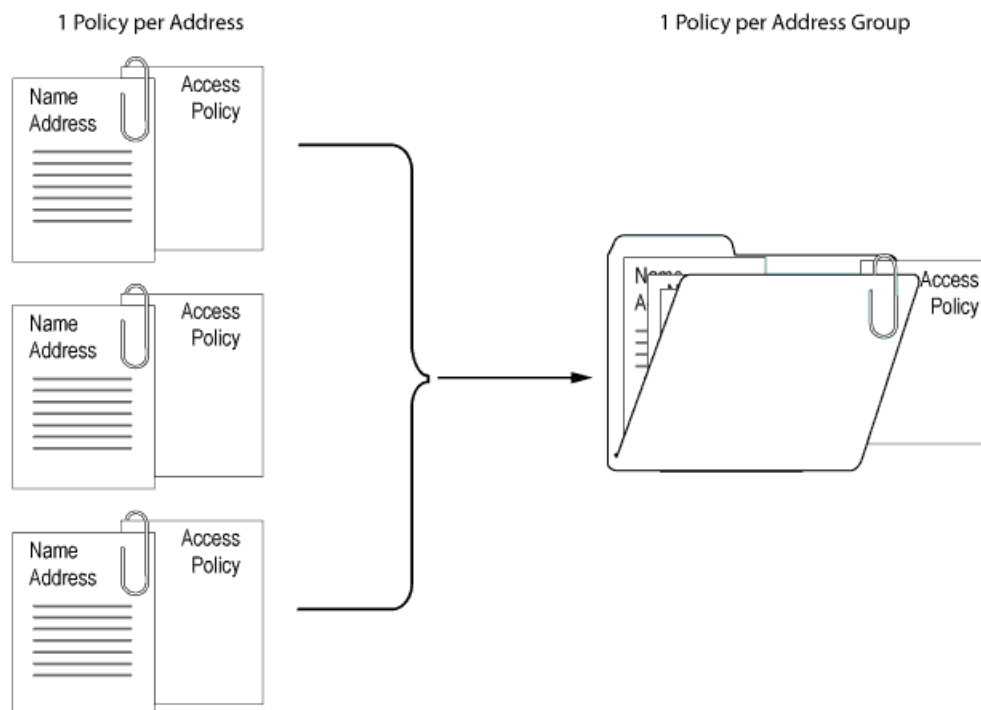 1 Policy per Address
1 Policy per Address Group
Name
Address
Access
Policy
Name
Address
Access
Policy
Name
Address
Access
Policy
Access
Policy